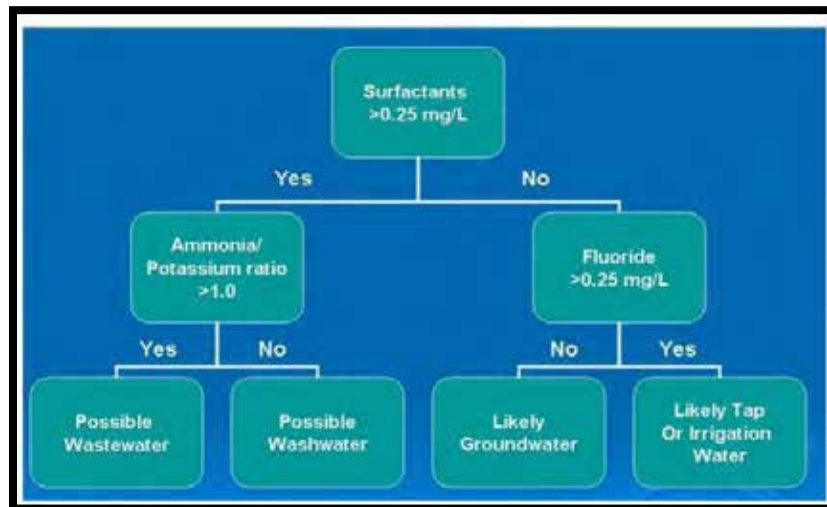 Surfactants
>0.25 mg/L
Yes
No
Ammonia/
Potassium ratio
>1.0
Fluoride
>0.25 mg/L
Yes
No
No
Yes
Possible
Wastewater
Possible
Washwater
Likely
Groundwater
Likely Tap
Or Irrigation
Water